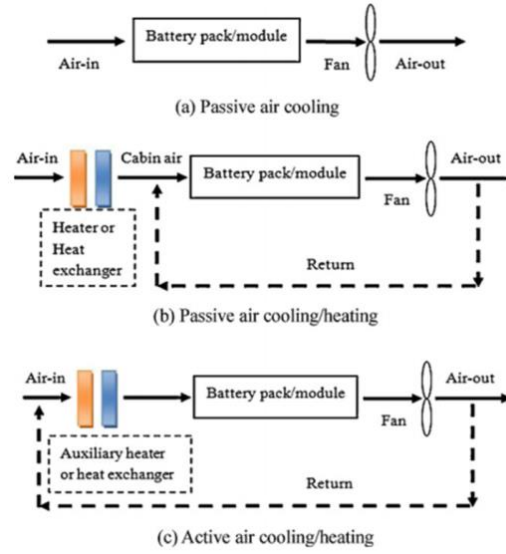 Battery pack/module
Air-in
Fan
Air-out
(a) Passive air cooling
Air-in
Cabin air
Air-out
Battery pack/module
Fan
Heater or
Heat
exchanger
Return
(b) Passive air cooling/heating
Air-in
Air-out
Battery pack/module
Fan
Auxiliary heater
or heat exchanger
Return
(c) Active air cooling/heating